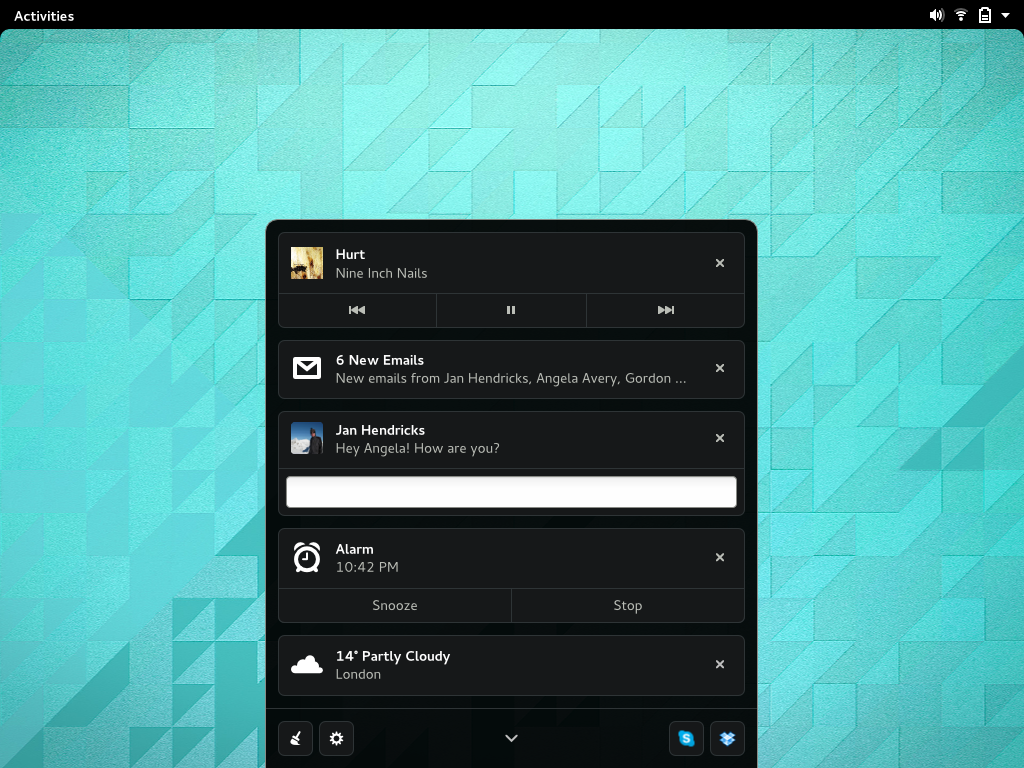 Activities
Hurt
Nine Inch Nails
6 New Emails
New emails from Jan Hendricks, Angela Avery, Gordon ...
Jan Hendricks
Hey Angela! How are you?
Alarm
10:42 PM
Snooze
Stop
14° Partly Cloudy
London